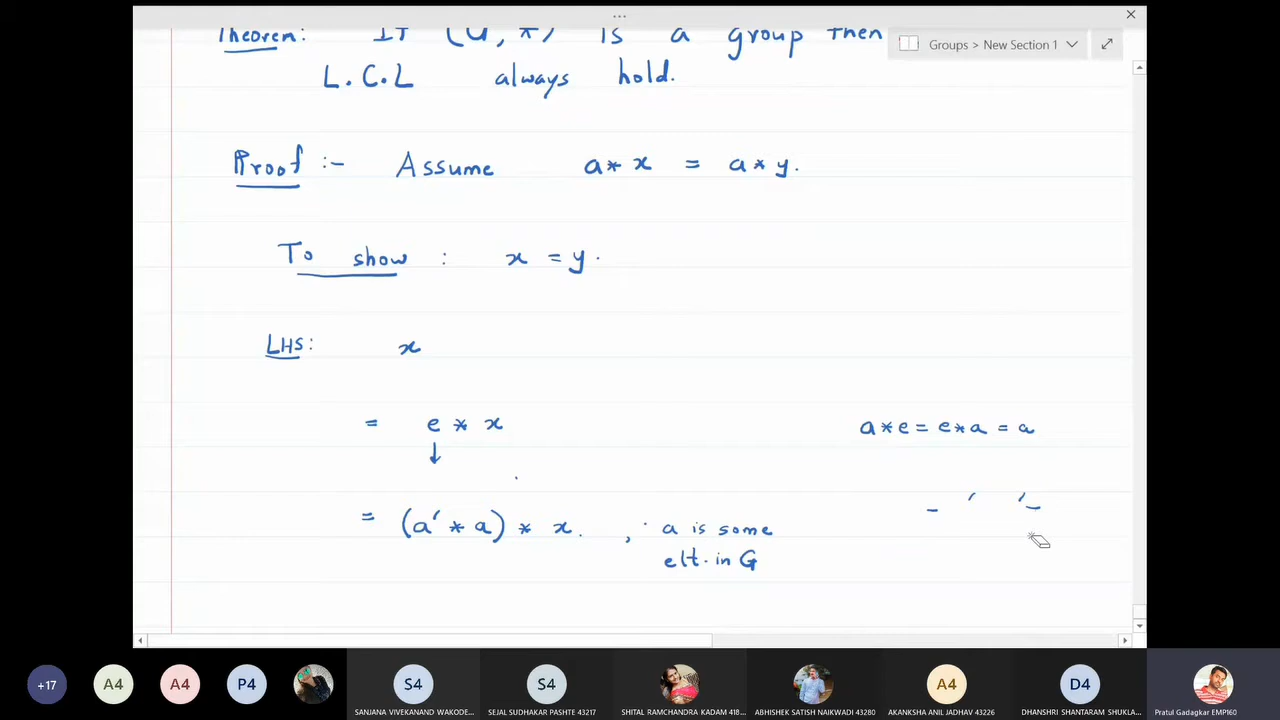 Theorem: If (G, *) is a group then
Groups > New Section 1
L.C.L always hold.
Proof :- Assume a * x = a * y.
To show : x = y.
LHS: x
= e * x
a * e = e * a = a
↓
= (a' * a) * x. , a is some
elt. in G
+17
A4
A4
P4
S4
S4
A4
D4
SANJANA VIVEKANAND WAKODE...
SEJAL SUDHAKAR PASHTE 43217
SHITAL RAMCHANDRA KADAM 418...
ABHISHEK SATISH NAIKWADI 43280
AKANKSHA ANIL JADHAV 43226
DHANSHRI SHANTARAM SHUKLA...
Pratul Gadagkar EMP160